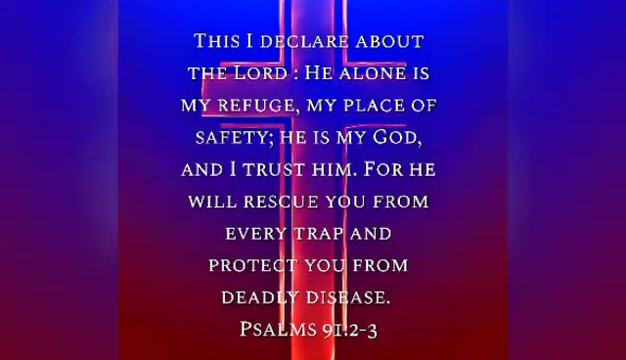 This I declare about
the Lord : He alone is
my refuge, my place of
safety; he is my God,
and I trust him. For he
will rescue you from
every trap and
protect you from
deadly disease.
Psalms 91:2-3